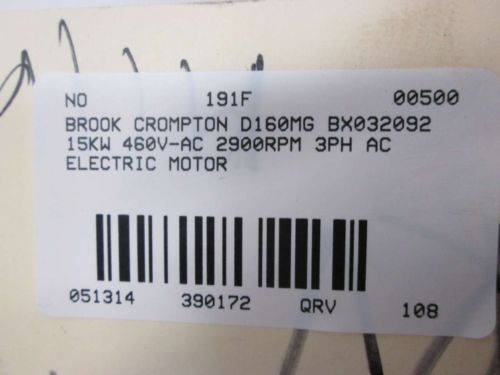 NO 191F 00500
BROOK CROMPTON D160MG BX032092
15KW 460V-AC 2900RPM 3PH AC
ELECTRIC MOTOR
051314 390172 QRV 108